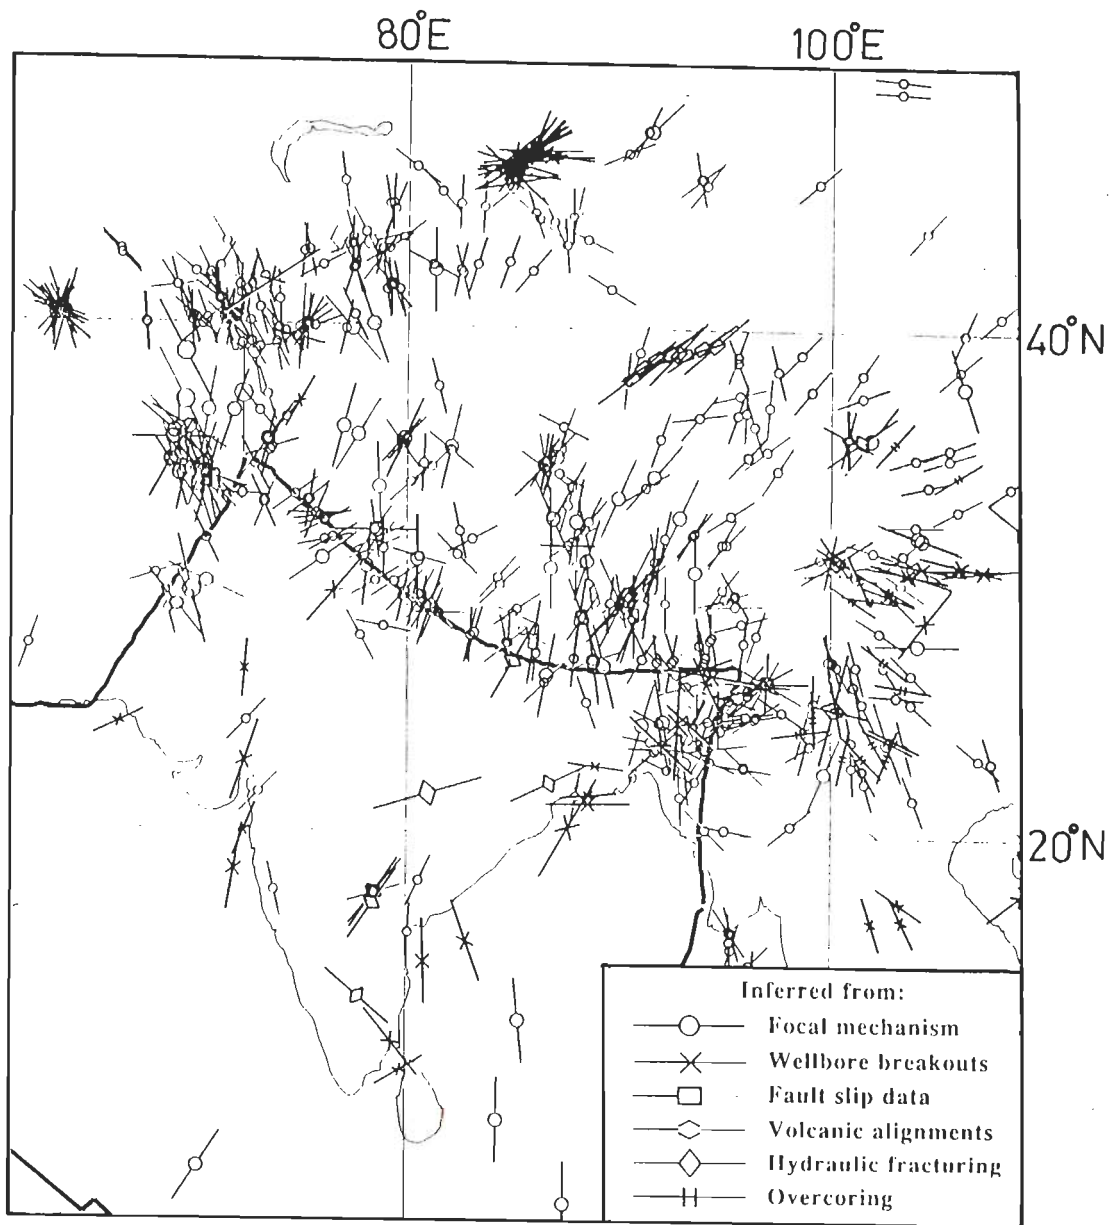 80°E 100°E
40°N
20°N
Inferred from:
Focal mechanism
Wellbore breakouts
Fault slip data
Volcanic alignments
Hydraulic fracturing
Overcoring